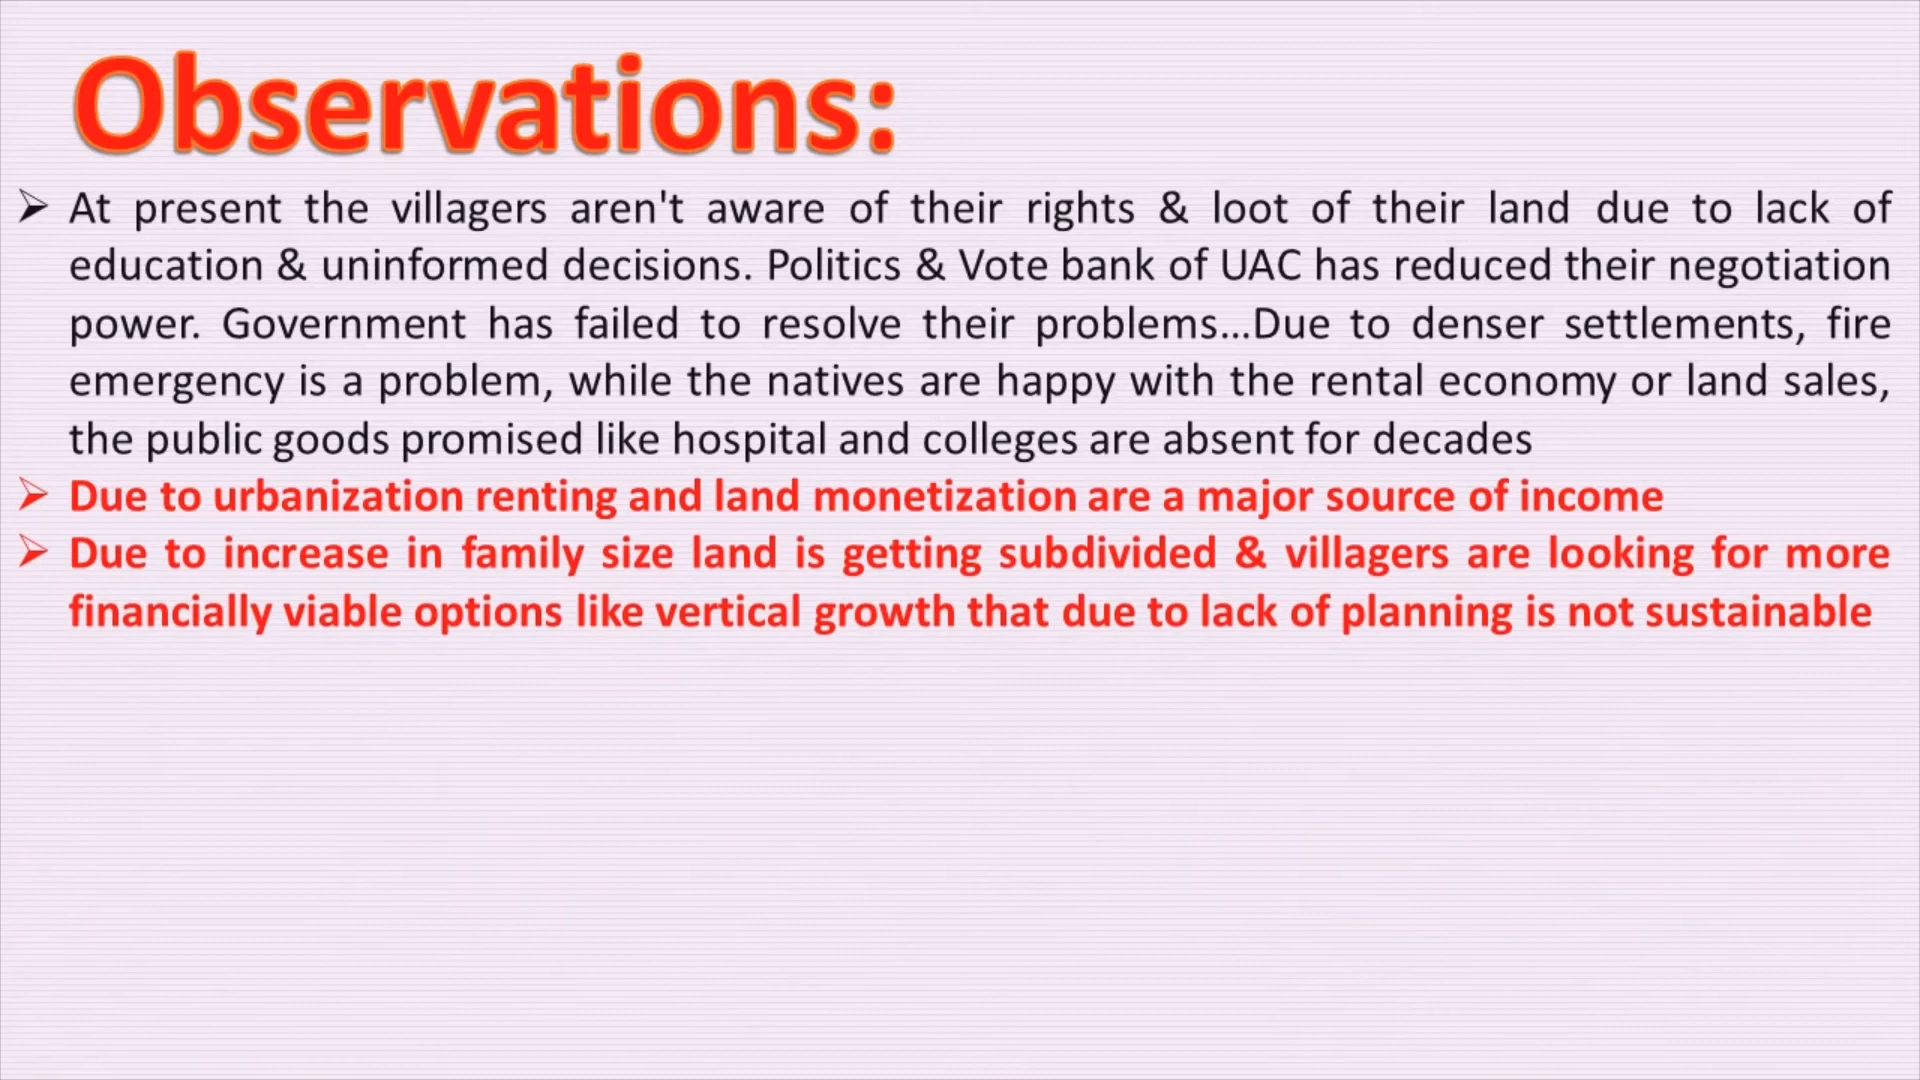 Observations:
➢ At present the villagers aren't aware of their rights & loot of their land due to lack of
education & uninformed decisions. Politics & Vote bank of UAC has reduced their negotiation
power. Government has failed to resolve their problems...Due to denser settlements, fire
emergency is a problem, while the natives are happy with the rental economy or land sales,
the public goods promised like hospital and colleges are absent for decades
➢ Due to urbanization renting and land monetization are a major source of income
➢ Due to increase in family size land is getting subdivided & villagers are looking for more
financially viable options like vertical growth that due to lack of planning is not sustainable